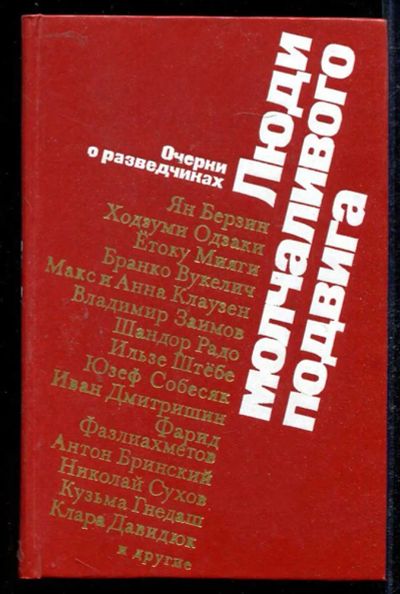 Люди
молчаливого
подвига
Очерки
о разведчиках
Ян Берзин
Ходзуми Одзаки
Ётоку Мияги
Бранко Вукелич
Макс и Анна Клаузен
Владимир Заимов
Шандор Радо
Ильзе Штёбе
Юзеф Собесяк
Иван Дмитришин
Фарид
Фазлиахметов
Антон Бринский
Николай Сухов
Кузьма Гнедаш
Клара Давидюк
и другие